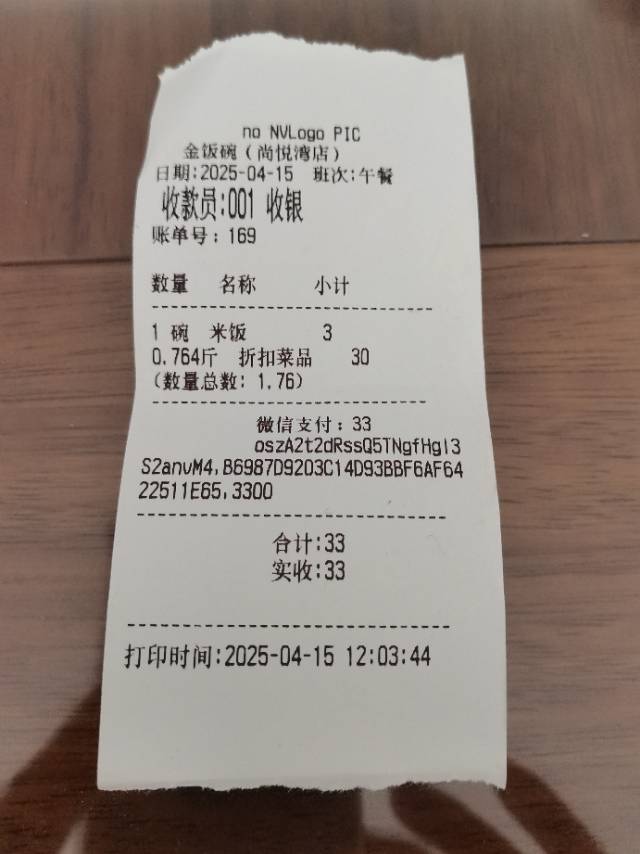 no NVLogo PIC
金饭碗(尚悦湾店)
日期:2025-04-15 班次:午餐
收款员:001 收银
账单号: 169
数量 名称 小计
1 碗 米饭 3
0.764斤 折扣菜品 30
(数量总数: 1.76)
微信支付: 33
oszA2t2dRssQ5TNgfHgl3
S2anvM4,B6987D9203C14D93BBF6AF64
22511E65,3300
合计:33
实收:33
打印时间:2025-04-15 12:03:44